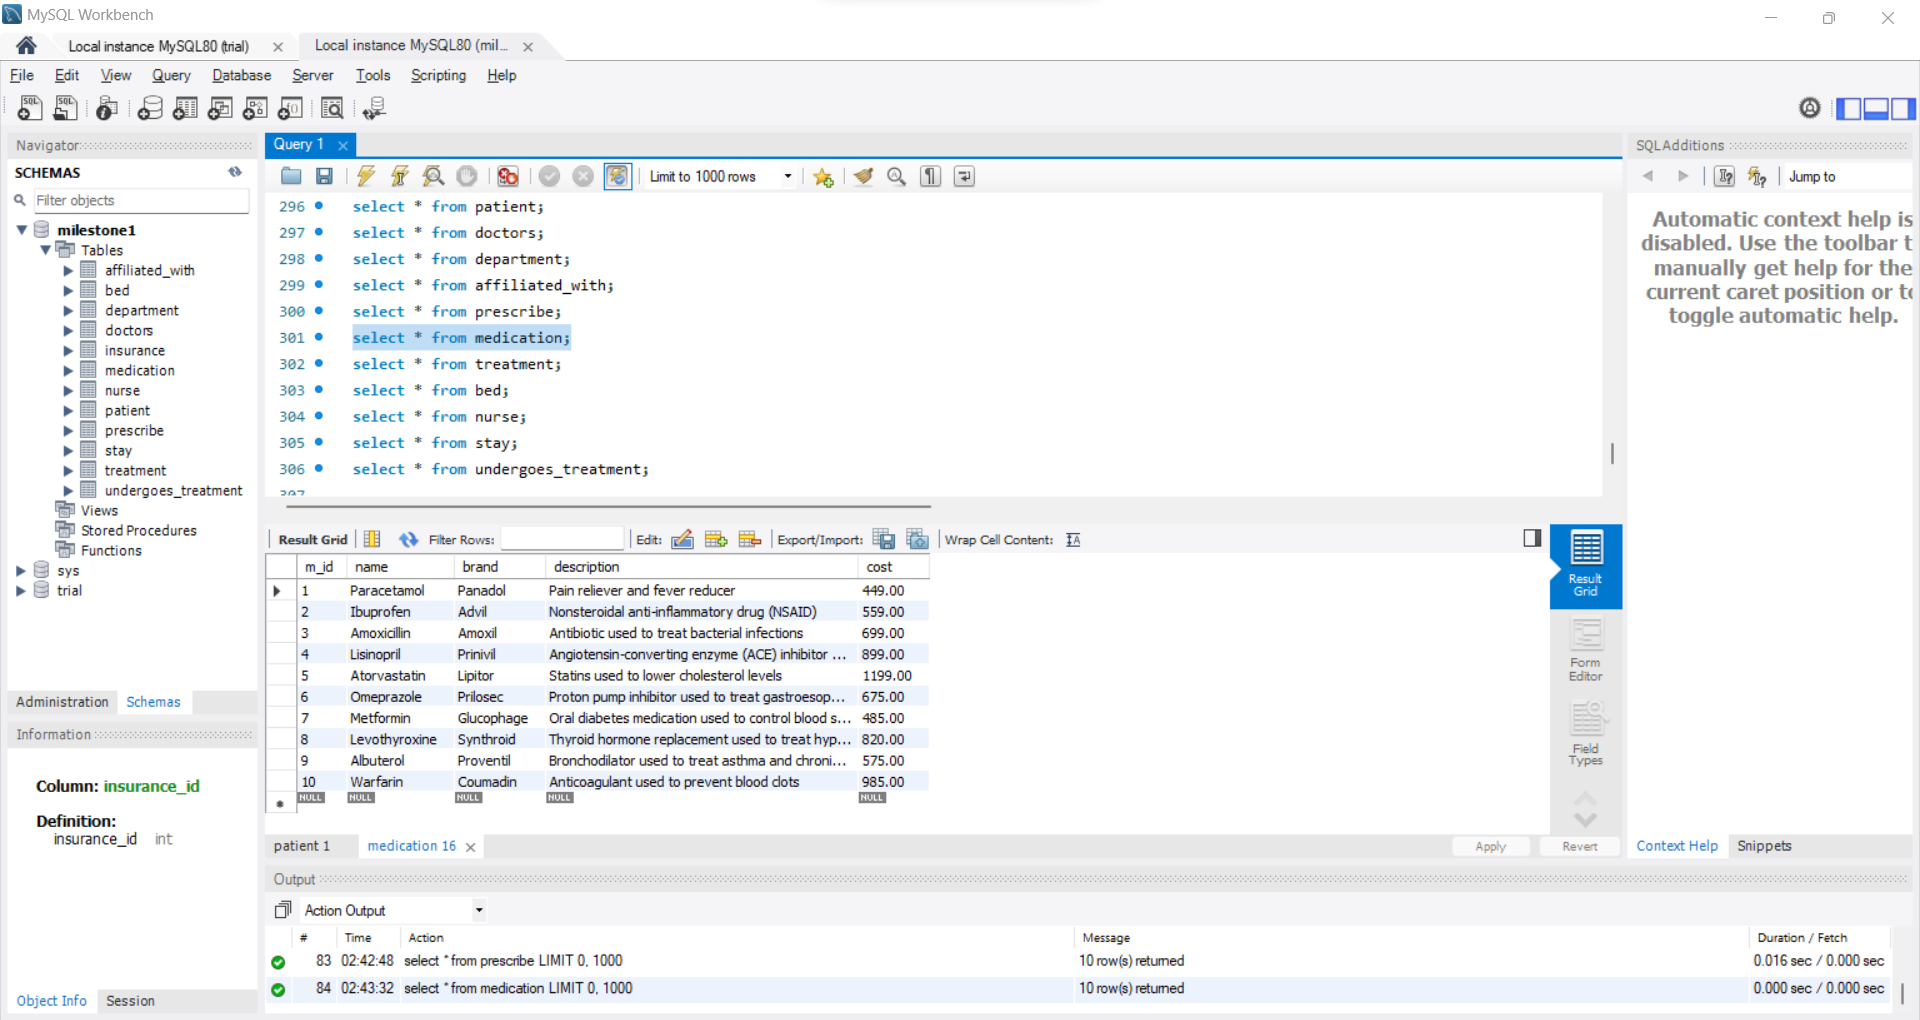 MySQL Workbench
Local instance MySQL80 (trial)
Local instance MySQL80 (mil...
File Edit View Query Database Server Tools Scripting Help
Navigator
SCHEMAS
Filter objects
milestone1
Tables
affiliated_with
bed
department
doctors
insurance
medication
nurse
patient
prescribe
stay
treatment
undergoes_treatment
Views
Stored Procedures
Functions
sys
trial
Administration Schemas
Information
Column: insurance_id
Definition:
insurance_id int
Object Info Session
Query 1
Limit to 1000 rows
296 select * from patient;
297 select * from doctors;
298 select * from department;
299 select * from affiliated_with;
300 select * from prescribe;
301 select * from medication;
302 select * from treatment;
303 select * from bed;
304 select * from nurse;
305 select * from stay;
306 select * from undergoes_treatment;
307
Result Grid Filter Rows: Edit: Export/Import: Wrap Cell Content:
m_id name brand description cost
1 Paracetamol Panadol Pain reliever and fever reducer 449.00
2 Ibuprofen Advil Nonsteroidal anti-inflammatory drug (NSAID) 559.00
3 Amoxicillin Amoxil Antibiotic used to treat bacterial infections 699.00
4 Lisinopril Prinivil Angiotensin-converting enzyme (ACE) inhibitor ... 899.00
5 Atorvastatin Lipitor Statins used to lower cholesterol levels 1199.00
6 Omeprazole Prilosec Proton pump inhibitor used to treat gastroesop... 675.00
7 Metformin Glucophage Oral diabetes medication used to control blood s... 485.00
8 Levothyroxine Synthroid Thyroid hormone replacement used to treat hyp... 820.00
9 Albuterol Proventil Bronchodilator used to treat asthma and chroni... 575.00
10 Warfarin Coumadin Anticoagulant used to prevent blood clots 985.00
NULL NULL NULL NULL NULL
Result
Grid
Form
Editor
Field
Types
patient 1 medication 16 Apply Revert
Output
Action Output
# Time Action Message Duration / Fetch
83 02:42:48 select * from prescribe LIMIT 0, 1000 10 row(s) returned 0.016 sec / 0.000 sec
84 02:43:32 select * from medication LIMIT 0, 1000 10 row(s) returned 0.000 sec / 0.000 sec
SQLAdditions
Jump to
Automatic context help is
disabled. Use the toolbar t
manually get help for the
current caret position or to
toggle automatic help.
Context Help Snippets